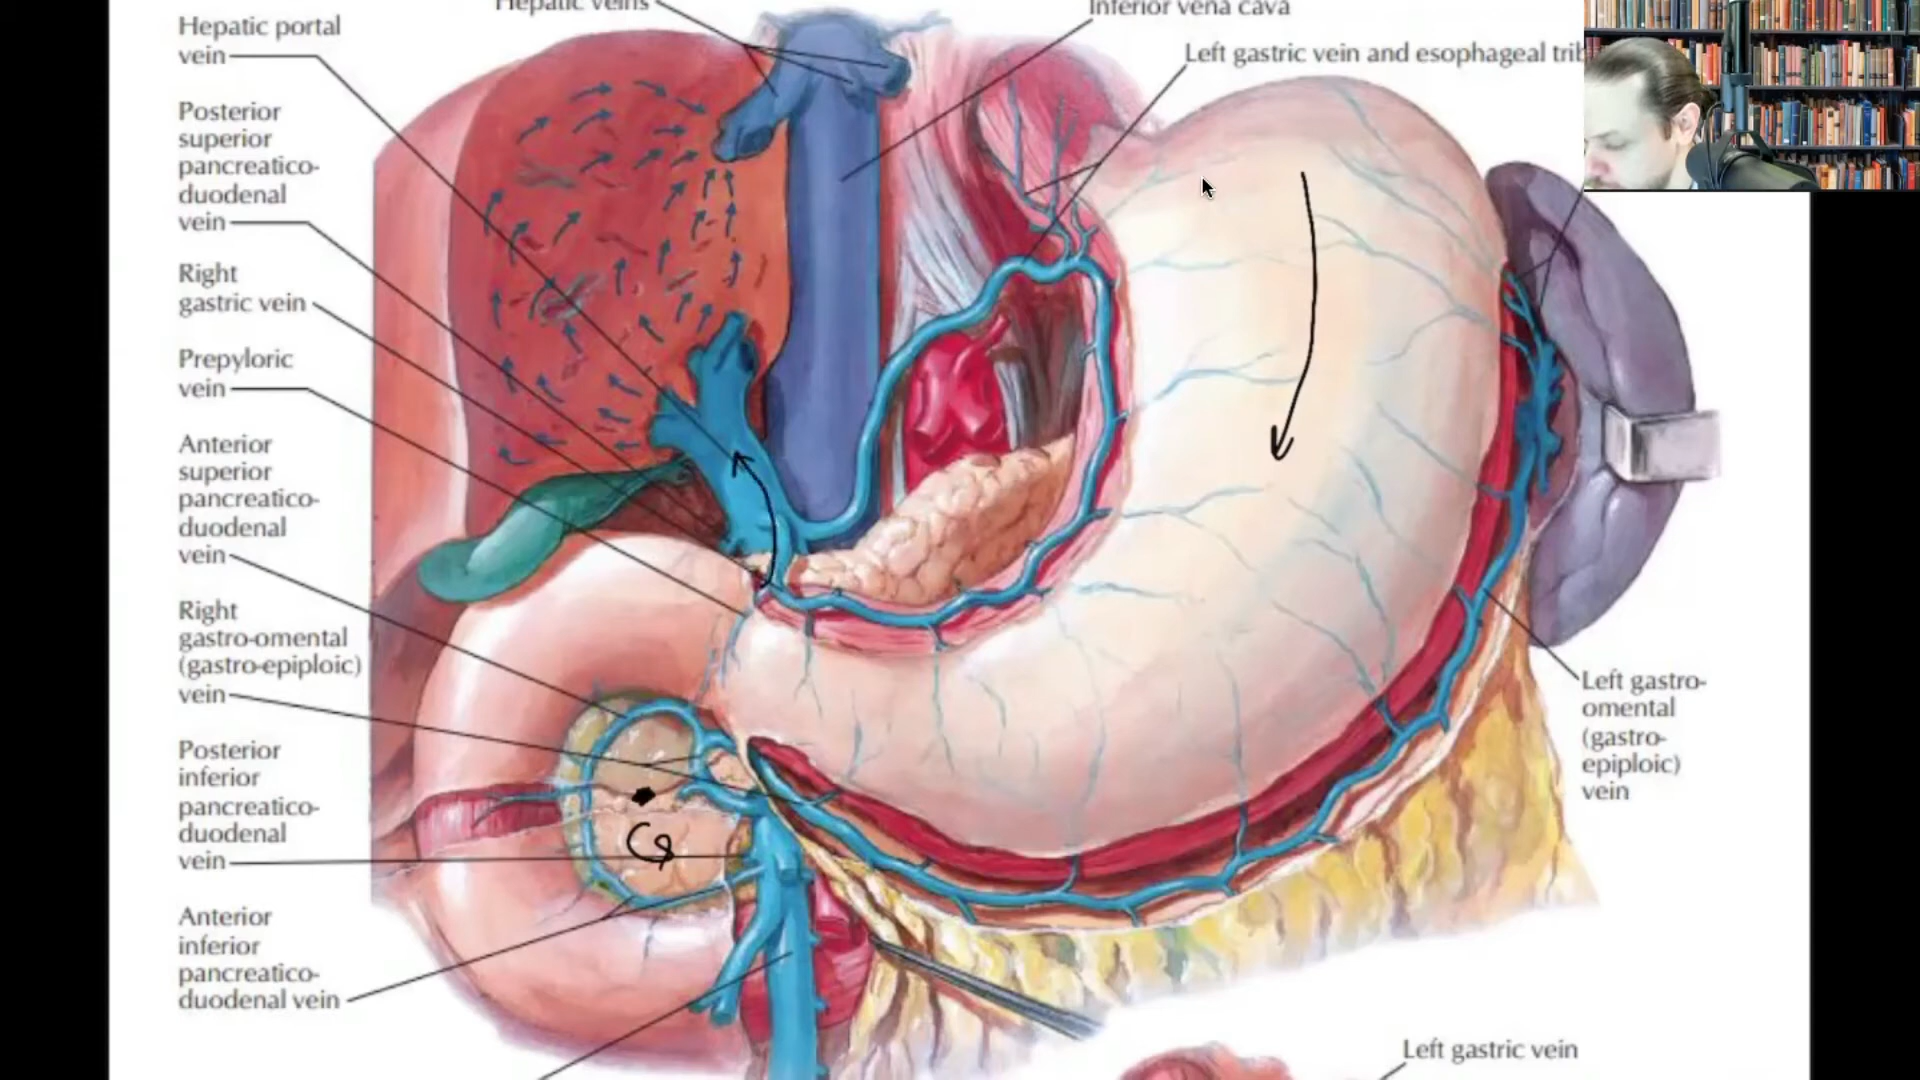 Hepatic portal
vein
Hepatic veins
Inferior vena cava
Left gastric vein and esophageal
Posterior
superior
pancreatico-
duodenal
vein
Right
gastric vein
Prepyloric
vein
Anterior
superior
pancreatico-
duodenal
vein
Right
gastro-omental
(gastro-epiploic)
vein
Posterior
inferior
pancreatico-
duodenal
vein
Anterior
inferior
pancreatico-
duodenal vein
Left gastro-
omental
(gastro-
epiploic)
vein
Left gastric vein